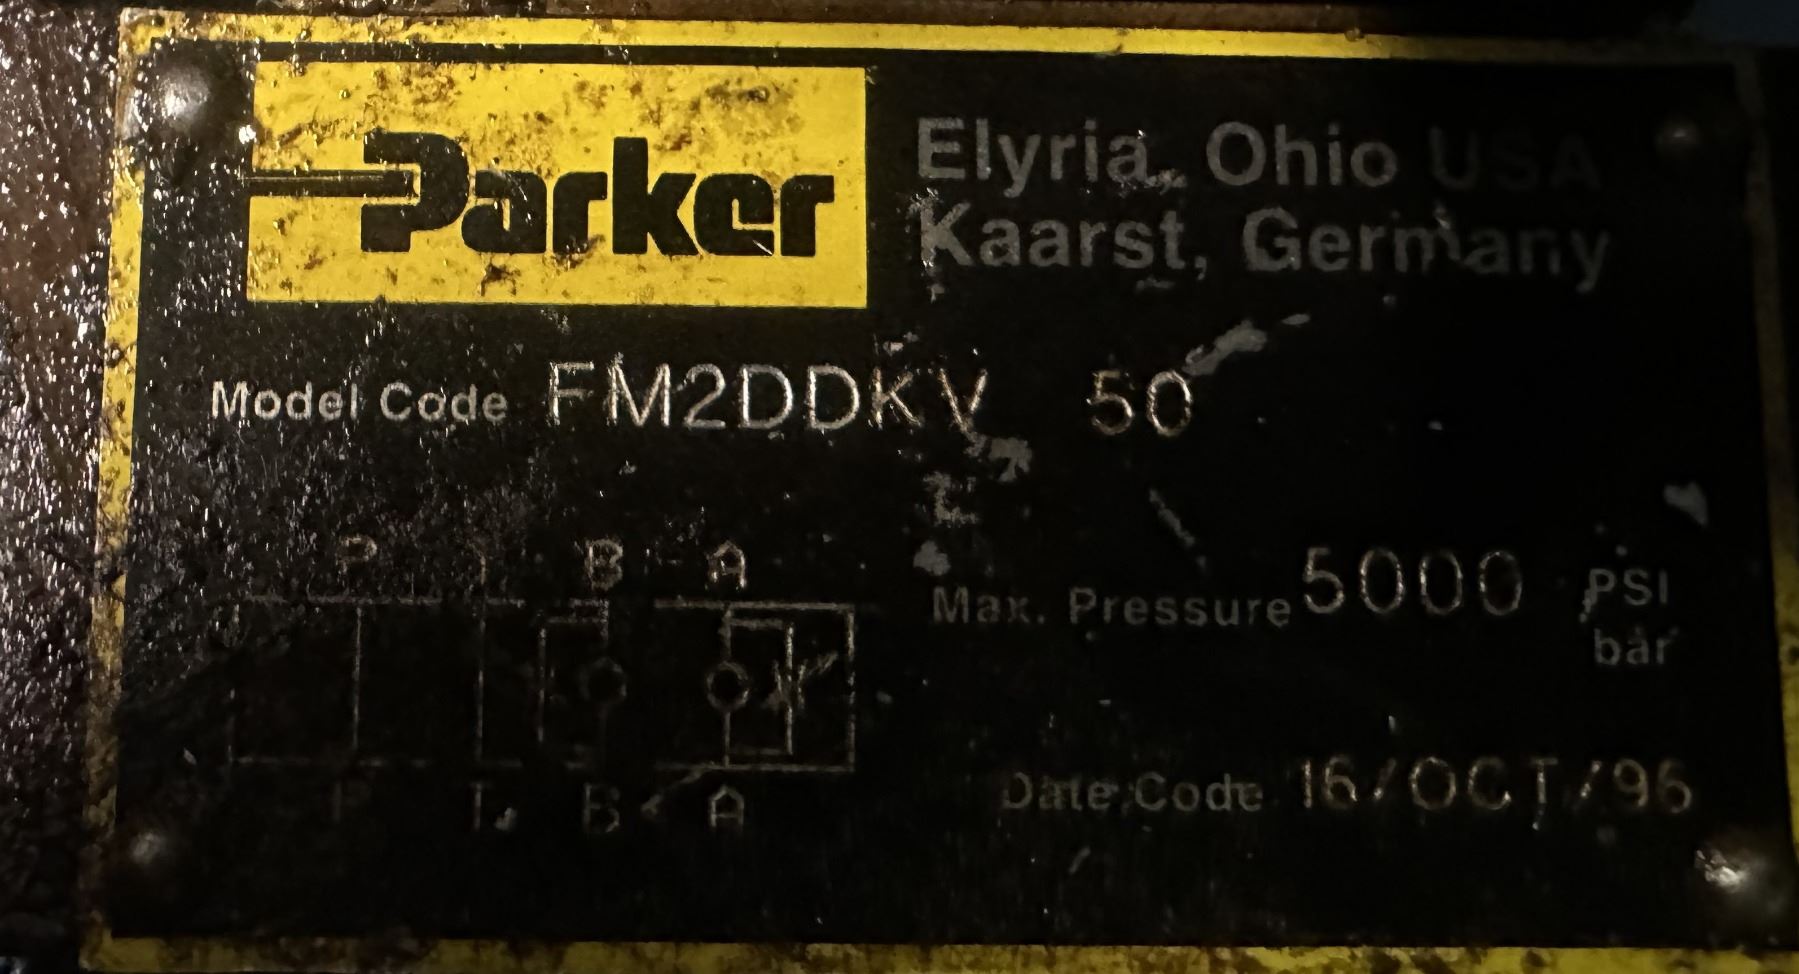 Parker
Elyria, Ohio USA
Kaarst, Germany
Model Code FM2DDKV 50
P T B A
Max. Pressure 5000 PSI
bar
P T B A
Date Code 16/OCT/96